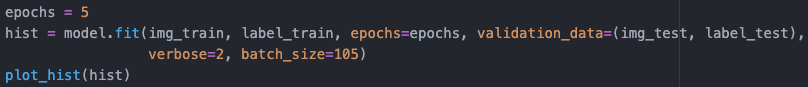 epochs = 5
hist = model.fit(img_train, label_train, epochs=epochs, validation_data=(img_test, label_test),
verbose=2, batch_size=105)
plot_hist(hist)